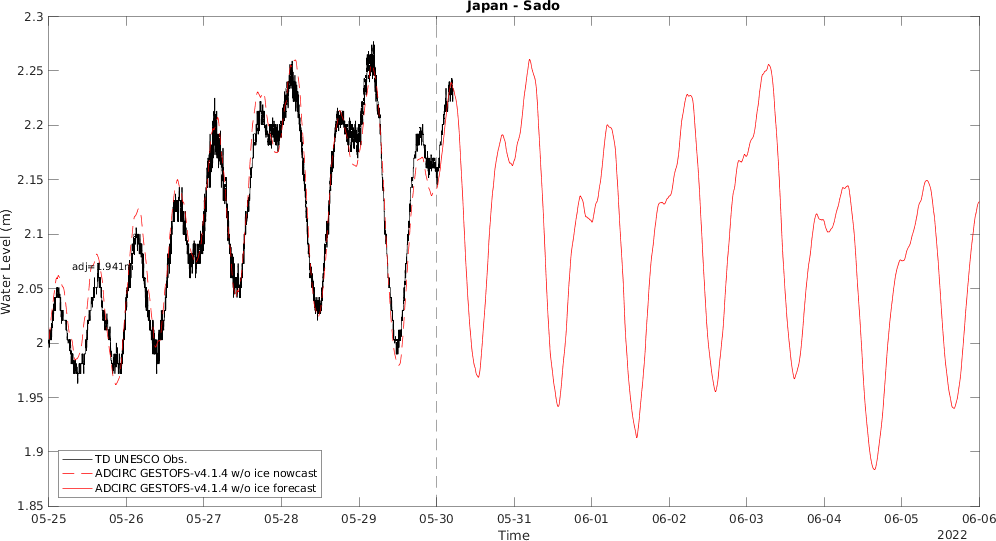 Japan - Sado
2.3
2.25
2.2
2.15
2.1
2.05
2
1.95
1.9
1.85
Water Level (m)
adj=1.941m
TD UNESCO Obs.
ADCIRC GESTOFS-v4.1.4 w/o ice nowcast
ADCIRC GESTOFS-v4.1.4 w/o ice forecast
05-25 05-26 05-27 05-28 05-29 05-30 05-31 06-01 06-02 06-03 06-04 06-05 06-06
Time
2022